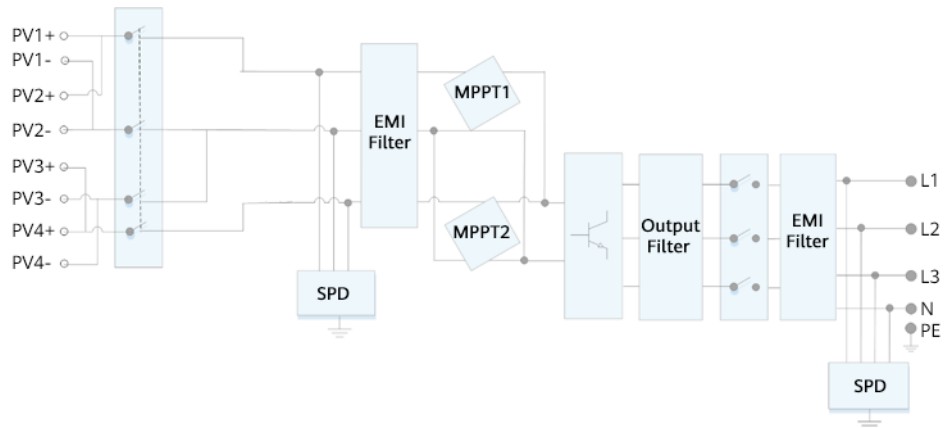 PV1+
PV1-
PV2+
PV2-
PV3+
PV3-
PV4+
PV4-
EMI
Filter
SPD
MPPT1
MPPT2
Output
Filter
EMI
Filter
L1
L2
L3
N
PE
SPD